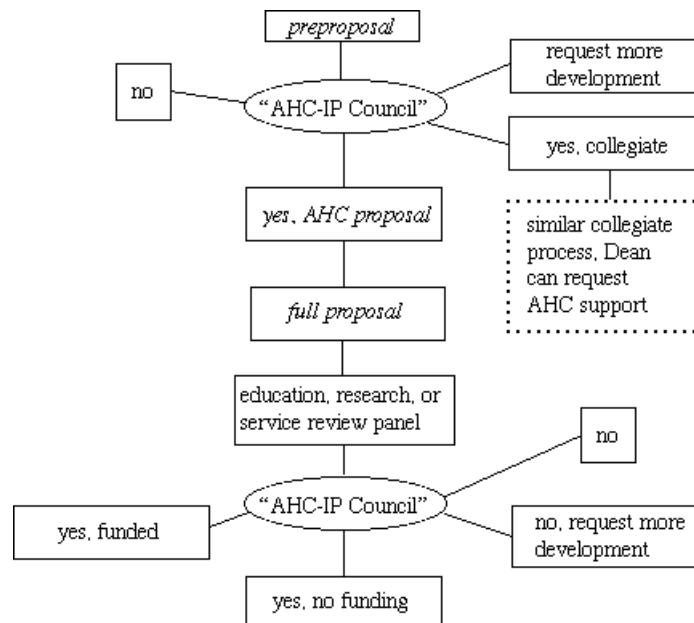 preproposal
request more
development
no
“AHC-IP Council”
yes, collegiate
yes, AHC proposal
similar collegiate
process, Dean
can request
AHC support
full proposal
education, research, or
service review panel
no
“AHC-IP Council”
yes, funded
no, request more
development
yes, no funding